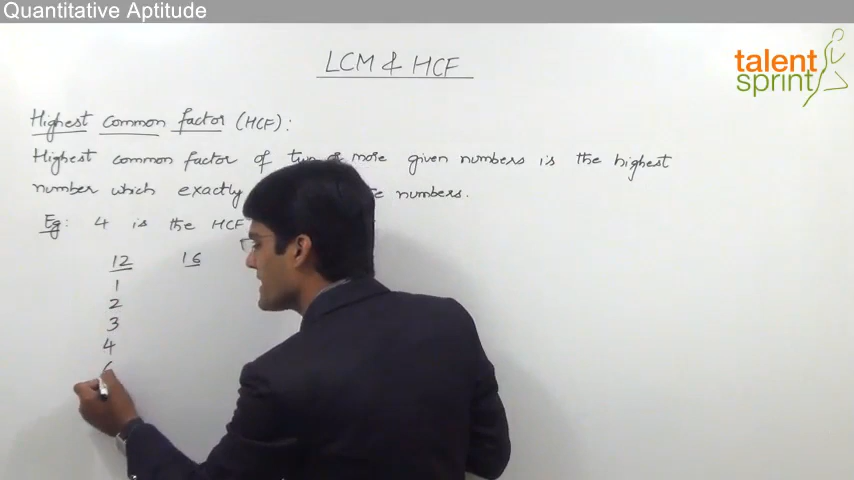 Quantitative Aptitude
LCM & HCF
talent
sprint
Highest common factor (HCF):
Highest common factor of two or more given numbers is the highest
number which exactly numbers.
Eg: 4 is the HCF
12 16
1
2
3
4